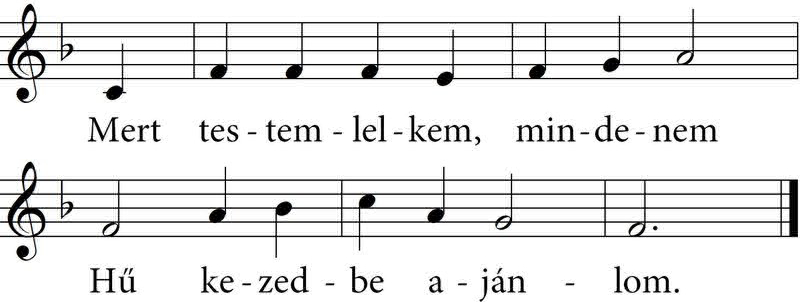 Mert tes - tem - lel - kem, min - de - nem
Hű ke - zed - be a - ján - lom.